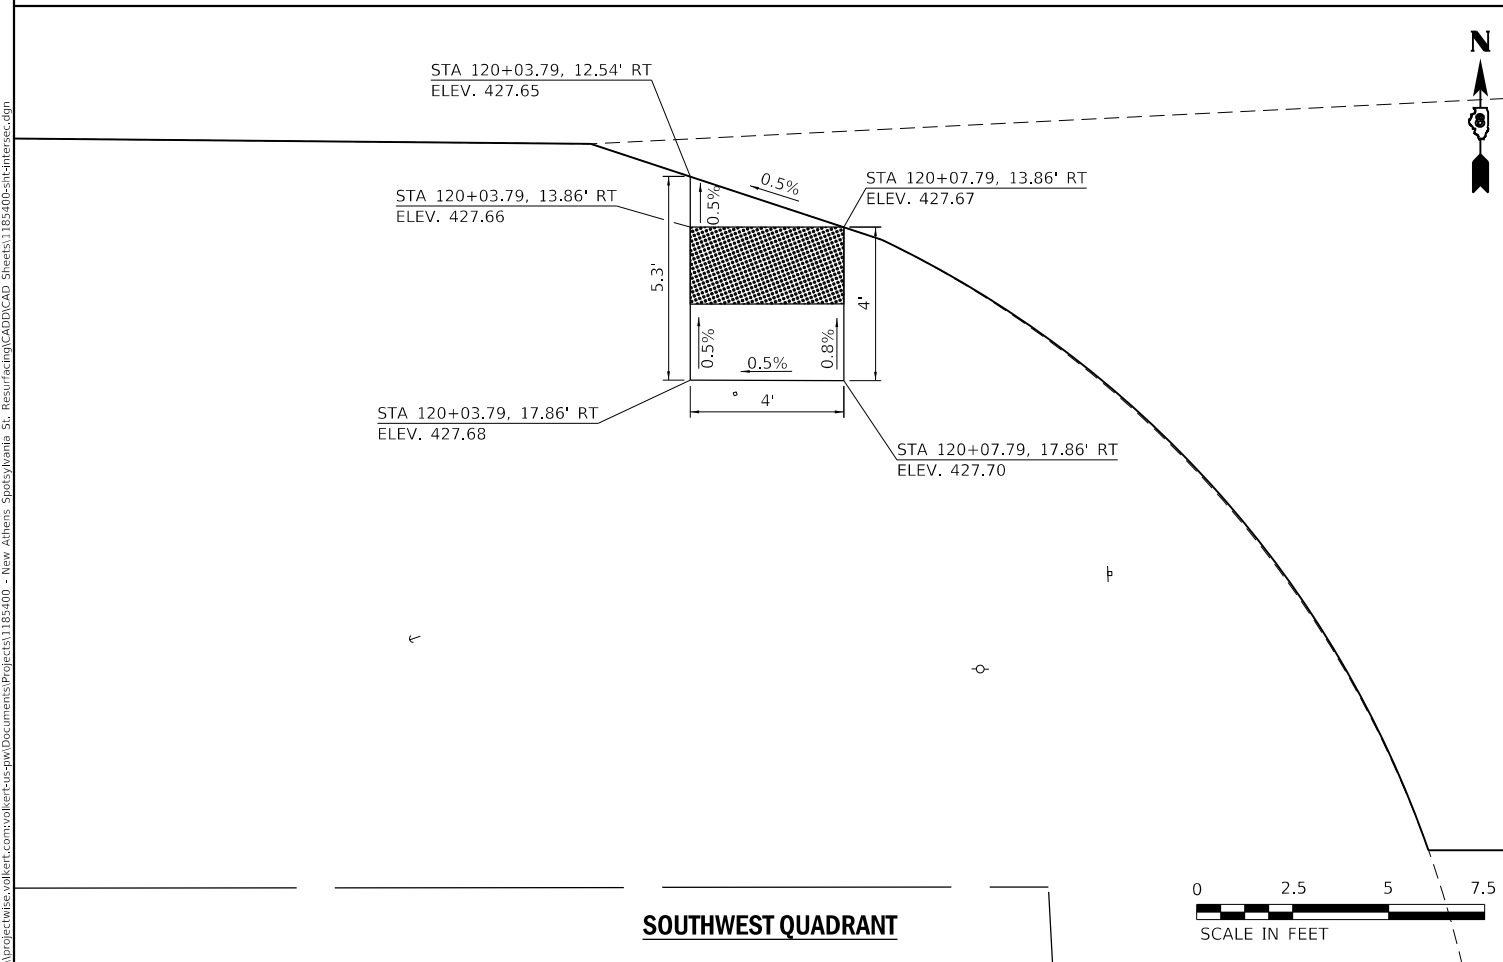 N
8
STA 120+03.79, 12.54' RT
ELEV. 427.65
STA 120+03.79, 13.86' RT
ELEV. 427.66
0.5%
0.5%
STA 120+07.79, 13.86' RT
ELEV. 427.67
5.3'
4'
0.5%
0.5%
0.8%
4'
STA 120+03.79, 17.86' RT
ELEV. 427.68
STA 120+07.79, 17.86' RT
ELEV. 427.70
SOUTHWEST QUADRANT
0 2.5 5 7.5
SCALE IN FEET
\projectwise.volkert.com:volkert-us-pw\Documents\Projects\1185400 - New Athens Spotsylvania St. Resurfacing\CADD\CAD Sheets\1185400-sht-intersec.dgn